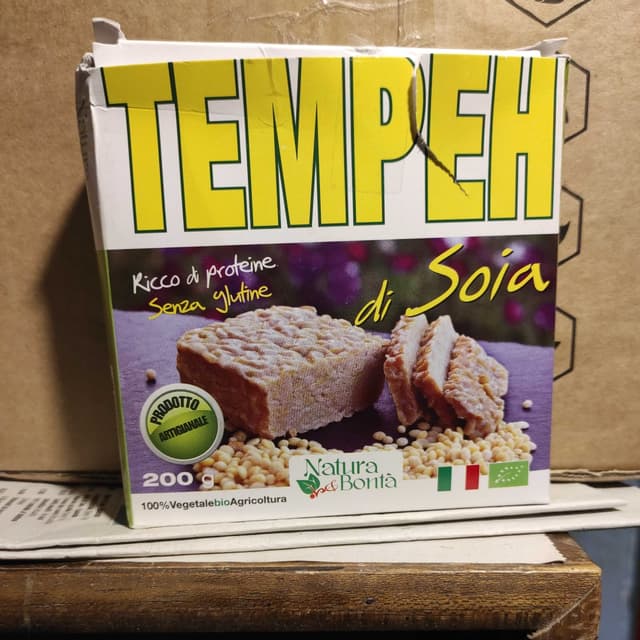 TEMPEH
di Soia
Ricco di proteine
Senza glutine
PRODOTTO
ARTIGIANALE
200 g
Natura
è Bontà
100%VegetalebioAgricoltura